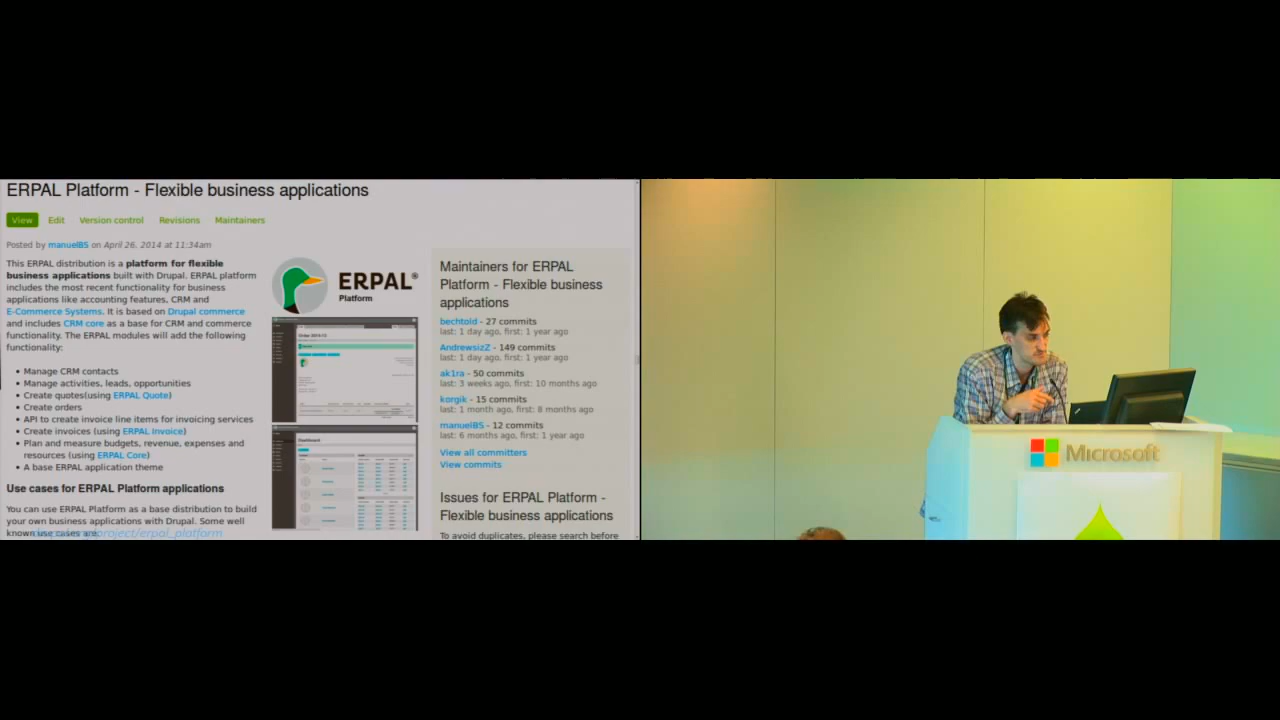 ERPAL Platform - Flexible business applications
View Edit Version control Revisions Maintainers
Posted by manuelBS on April 26, 2014 at 11:34am
This ERPAL distribution is a platform for flexible
business applications built with Drupal. ERPAL platform
includes the most recent functionality for business
applications like accounting features, CRM and
E-Commerce Systems. It is based on Drupal commerce
and includes CRM core as a base for CRM and commerce
functionality. The ERPAL modules will add the following
functionality:
• Manage CRM contacts
• Manage activities, leads, opportunities
• Create quotes(using ERPAL Quote)
• Create orders
• API to create invoice line items for invoicing services
• Create invoices (using ERPAL Invoice)
• Plan and measure budgets, revenue, expenses and
resources (using ERPAL Core)
• A base ERPAL application theme
Use cases for ERPAL Platform applications
You can use ERPAL Platform as a base distribution to build
your own business applications with Drupal. Some well
known use cases are:
project/erpal_platform
ERPAL®
Platform
Dashboard
Maintainers for ERPAL
Platform - Flexible business
applications
bechtold - 27 commits
last: 1 day ago, first: 1 year ago
AndrewsizZ - 149 commits
last: 1 day ago, first: 1 year ago
ak1ra - 50 commits
last: 3 weeks ago, first: 10 months ago
korgik - 15 commits
last: 1 month ago, first: 8 months ago
manuelBS - 12 commits
last: 6 months ago, first: 1 year ago
View all committers
View commits
Issues for ERPAL Platform -
Flexible business applications
To avoid duplicates, please search before
Microsoft